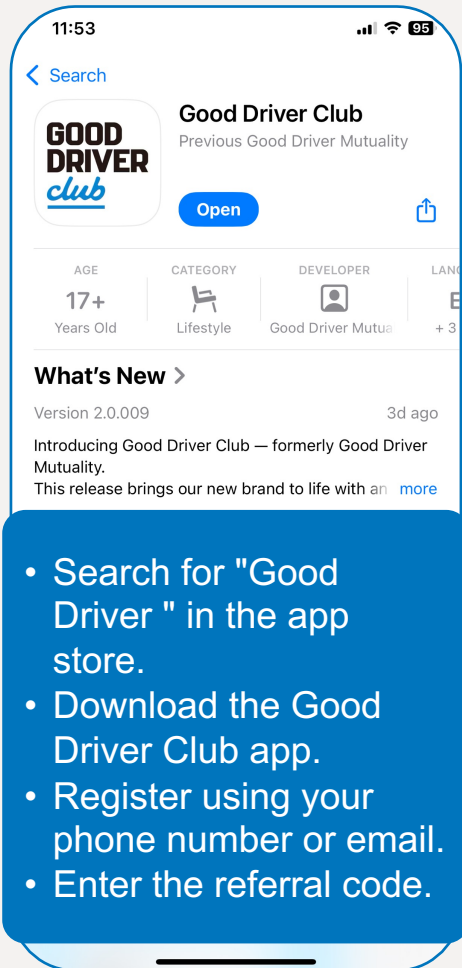 11:53
95
Search
GOOD
DRIVER
club
Good Driver Club
Previous Good Driver Mutuality
Open
AGE
CATEGORY
DEVELOPER
17+
Years Old
Lifestyle
Good Driver Mutua
+ 3
What's New >
Version 2.0.009
3d ago
Introducing Good Driver Club — formerly Good Driver
Mutuality.
This release brings our new brand to life with an more
• Search for "Good
Driver " in the app
store.
• Download the Good
Driver Club app.
• Register using your
phone number or email.
• Enter the referral code.